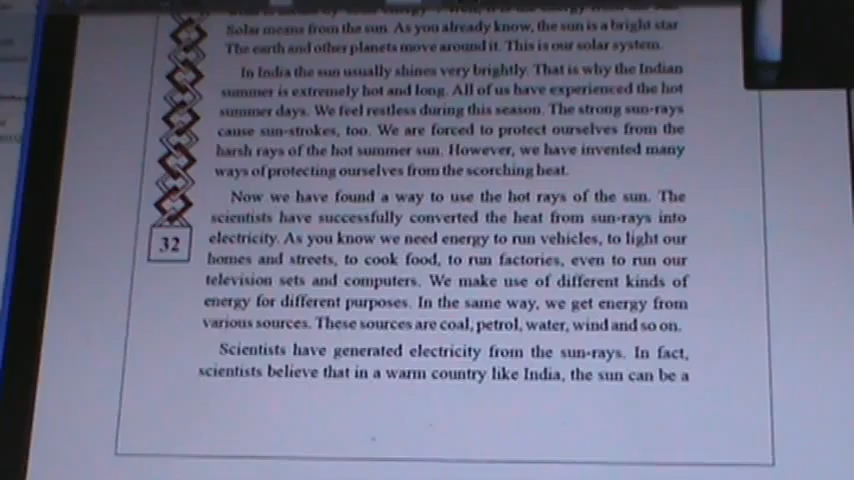 Solar means from the sun. As you already know, the sun is a bright star
The earth and other planets move around it. This is our solar system.
In India the sun usually shines very brightly. That is why the Indian
summer is extremely hot and long. All of us have experienced the hot
summer days. We feel restless during this season. The strong sun-rays
cause sun-strokes, too. We are forced to protect ourselves from the
harsh rays of the hot summer sun. However, we have invented many
ways of protecting ourselves from the scorching heat.
Now we have found a way to use the hot rays of the sun. The
scientists have successfully converted the heat from sun-rays into
electricity. As you know we need energy to run vehicles, to light our
homes and streets, to cook food, to run factories, even to run our
television sets and computers. We make use of different kinds of
energy for different purposes. In the same way, we get energy from
various sources. These sources are coal, petrol, water, wind and so on.
Scientists have generated electricity from the sun-rays. In fact,
scientists believe that in a warm country like India, the sun can be a
32